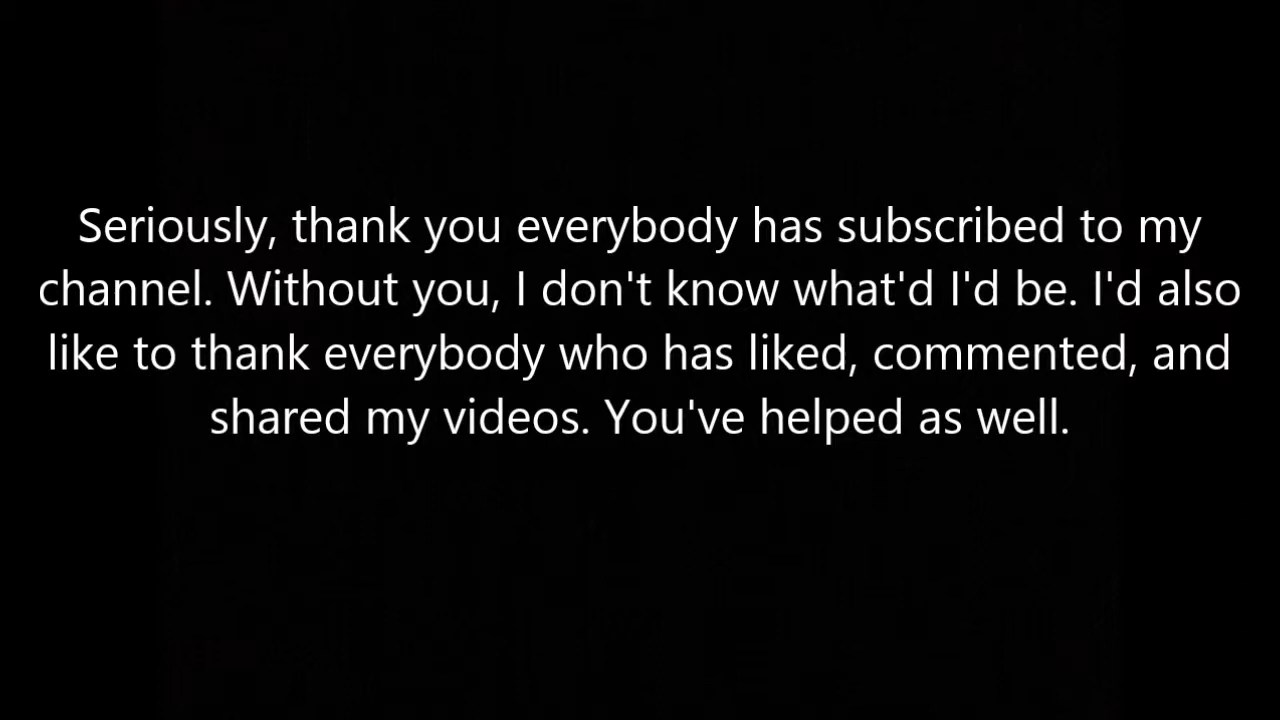 Seriously, thank you everybody has subscribed to my
channel. Without you, I don't know what'd I'd be. I'd also
like to thank everybody who has liked, commented, and
shared my videos. You've helped as well.